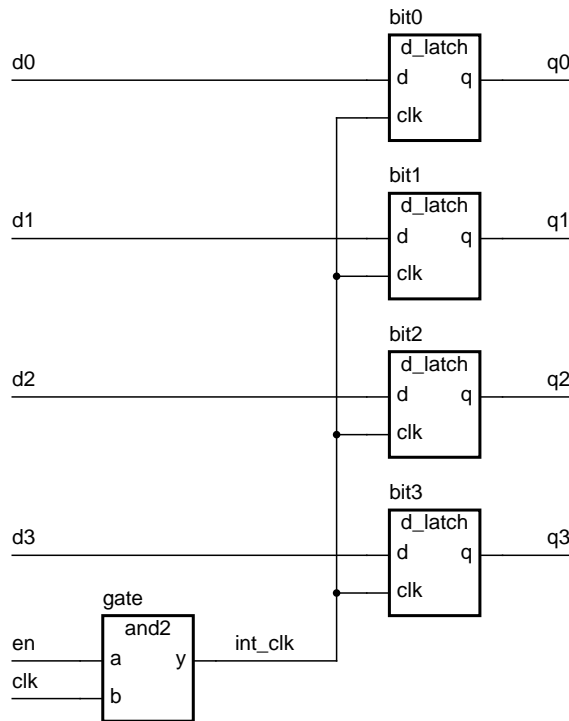 bit0
d_latch
d0 d q q0
clk
bit1
d_latch
d1 d q q1
clk
bit2
d_latch
d2 d q q2
clk
bit3
d_latch
d3 d q q3
clk
gate
and2
en a y int_clk
clk b